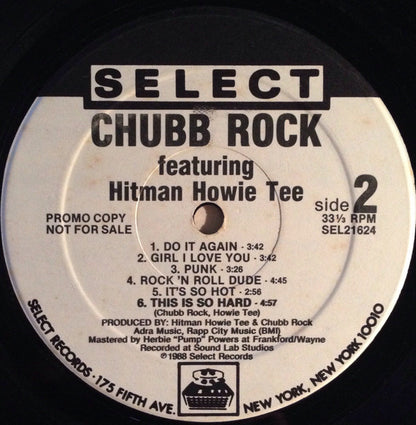 SELECT
CHUBB ROCK
featuring
Hitman Howie Tee
side 2
PROMO COPY
NOT FOR SALE
33⅓ RPM
SEL21624
1. DO IT AGAIN - 3:42
2. GIRL I LOVE YOU - 3:42
3. PUNK - 3:26
4. ROCK 'N ROLL DUDE - 4:45
5. IT'S SO HOT - 2:56
6. THIS IS SO HARD - 4:57
(Chubb Rock, Howie Tee)
PRODUCED BY: Hitman Howie Tee & Chubb Rock
Adra Music, Rapp City Music (BMI)
Mastered by Herbie "Pump" Powers at Frankford/Wayne
Recorded at Sound Lab Studios
℗1988 Select Records
SELECT RECORDS · 175 FIFTH AVE. NEW YORK, NEW YORK 10010